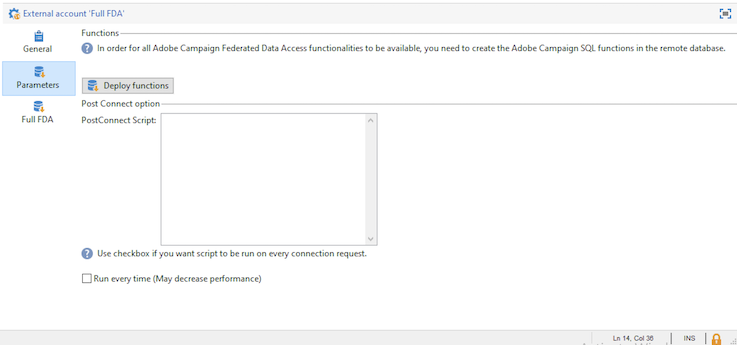 External account 'Full FDA'
General
Parameters
Full FDA
Functions
In order for all Adobe Campaign Federated Data Access functionalities to be available, you need to create the Adobe Campaign SQL functions in the remote database.
Deploy functions
Post Connect option
PostConnect Script:
Use checkbox if you want script to be run on every connection request.
Run every time (May decrease performance)
Ln 14, Col 36 INS